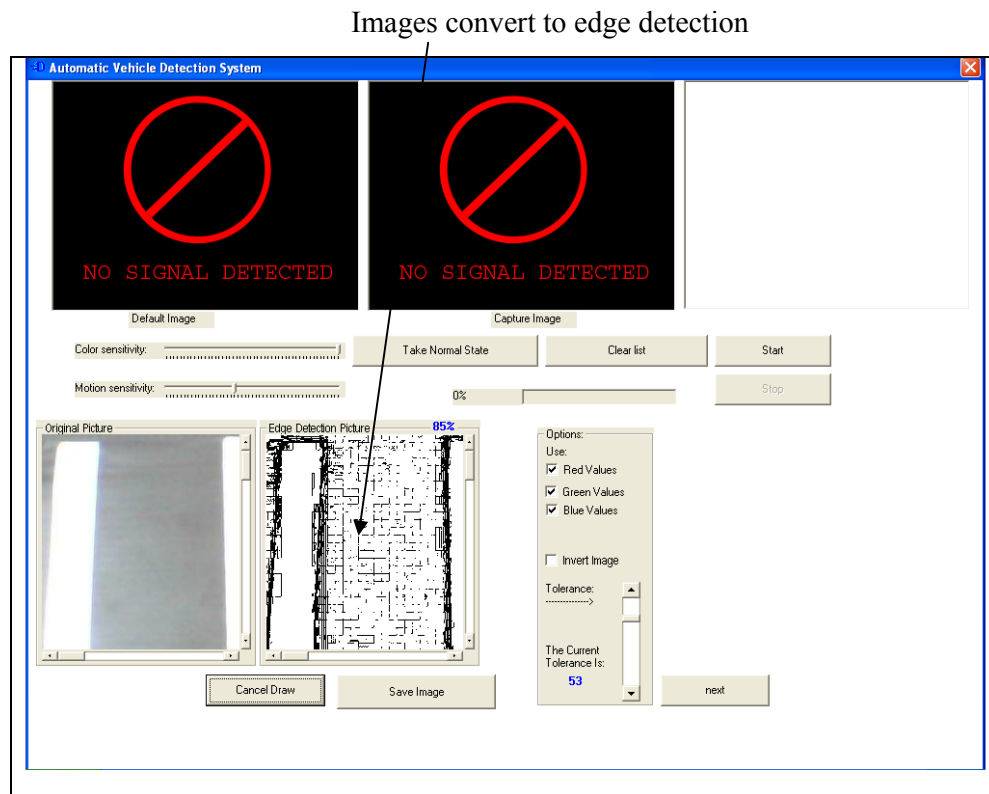 Images convert to edge detection
Automatic Vehicle Detection System
NO SIGNAL DETECTED
NO SIGNAL DETECTED
Default Image
Capture Image
Color sensitivity:
Take Normal State
Clear list
Start
Motion sensitivity:
0%
Stop
Original Picture
Edge Detection Picture
85%
Options:
Use:
Red Values
Green Values
Blue Values
Invert Image
Tolerance:
-------------->
The Current
Tolerance Is:
53
Cancel Draw
Save Image
next